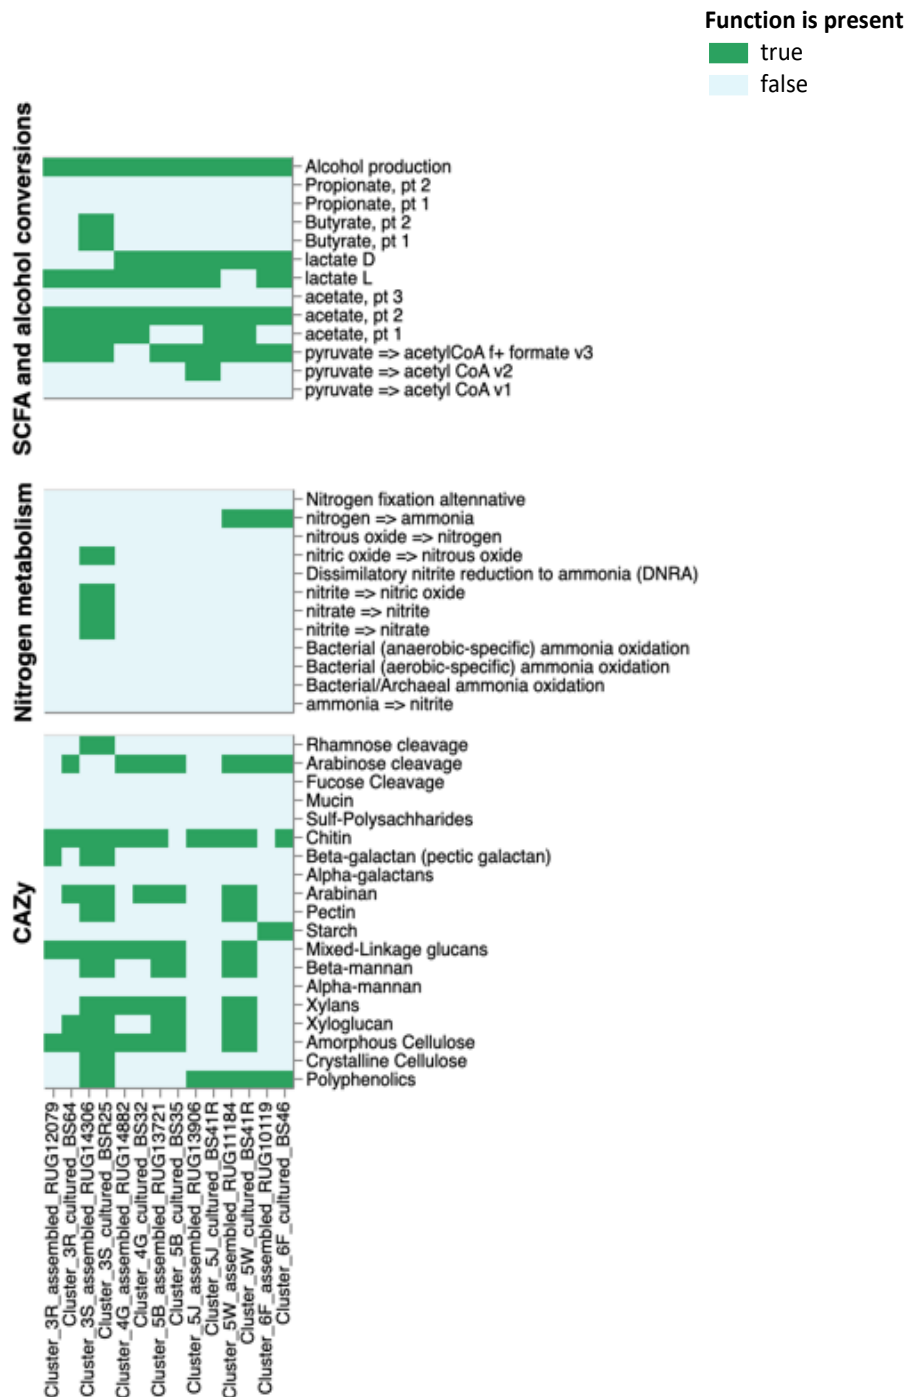 Function is present
true
false
SCFA and alcohol conversions
Alcohol production
Propionate, pt 2
Propionate, pt 1
Butyrate, pt 2
Butyrate, pt 1
lactate D
lactate L
acetate, pt 3
acetate, pt 2
acetate, pt 1
pyruvate => acetylCoA f+ formate v3
pyruvate => acetyl CoA v2
pyruvate => acetyl CoA v1
Nitrogen metabolism
Nitrogen fixation altennative
nitrogen => ammonia
nitrous oxide => nitrogen
nitric oxide => nitrous oxide
Dissimilatory nitrite reduction to ammonia (DNRA)
nitrite => nitric oxide
nitrate => nitrite
nitrite => nitrate
Bacterial (anaerobic-specific) ammonia oxidation
Bacterial (aerobic-specific) ammonia oxidation
Bacterial/Archaeal ammonia oxidation
ammonia => nitrite
CAZy
Rhamnose cleavage
Arabinose cleavage
Fucose Cleavage
Mucin
Sulf-Polysachharides
Chitin
Beta-galactan (pectic galactan)
Alpha-galactans
Arabinan
Pectin
Starch
Mixed-Linkage glucans
Beta-mannan
Alpha-mannan
Xylans
Xyloglucan
Amorphous Cellulose
Crystalline Cellulose
Polyphenolics
Cluster_3R_assembled_RUG12079
Cluster_3R_cultured_BS64
Cluster_3S_assembled_RUG14306
Cluster_3S_cultured_BSR25
Cluster_4G_assembled_RUG14882
Cluster_4G_cultured_BS32
Cluster_5B_assembled_RUG13721
Cluster_5B_cultured_BS35
Cluster_5J_assembled_RUG13906
Cluster_5J_cultured_BS41R
Cluster_5W_assembled_RUG11184
Cluster_5W_cultured_BS41R
Cluster_6F_assembled_RUG10119
Cluster_6F_cultured_BS46